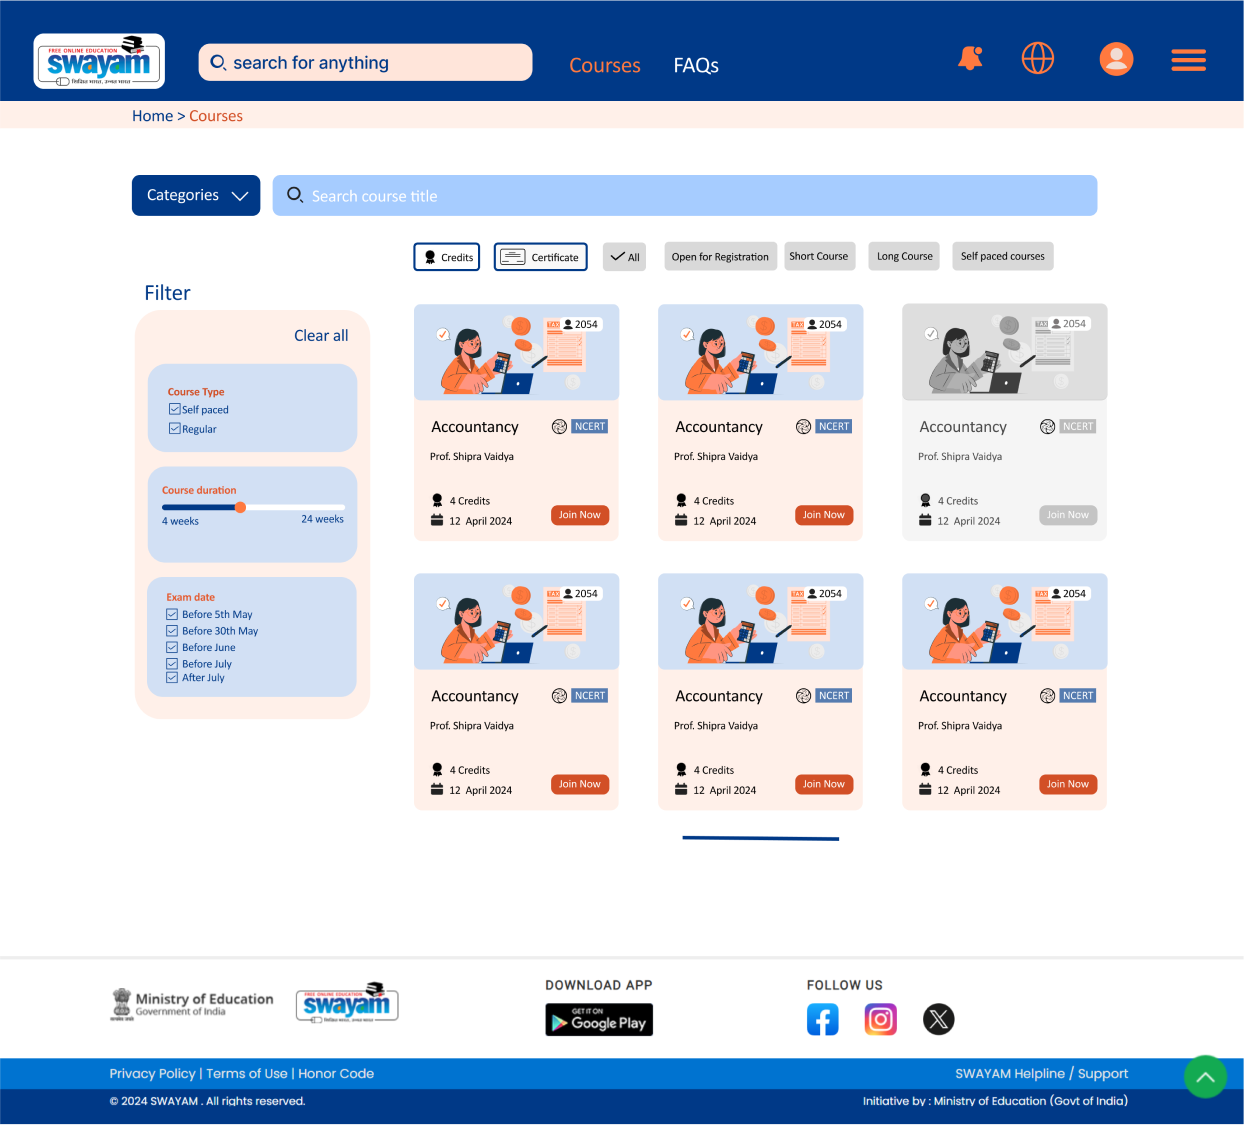 FREE ONLINE EDUCATION
swayam
शिक्षित भारत, उन्नत भारत
search for anything
Courses
FAQs
Home > Courses
Categories
Search course title
Credits
Certificate
All
Open for Registration
Short Course
Long Course
Self paced courses
Filter
Clear all
Course Type
Self paced
Regular
Course duration
4 weeks
24 weeks
Exam date
Before 5th May
Before 30th May
Before June
Before July
After July
TAX
2054
Accountancy
NCERT
Prof. Shipra Vaidya
4 Credits
12 April 2024
Join Now
TAX
2054
Accountancy
NCERT
Prof. Shipra Vaidya
4 Credits
12 April 2024
Join Now
TAX
2054
Accountancy
NCERT
Prof. Shipra Vaidya
4 Credits
12 April 2024
Join Now
TAX
2054
Accountancy
NCERT
Prof. Shipra Vaidya
4 Credits
12 April 2024
Join Now
TAX
2054
Accountancy
NCERT
Prof. Shipra Vaidya
4 Credits
12 April 2024
Join Now
TAX
2054
Accountancy
NCERT
Prof. Shipra Vaidya
4 Credits
12 April 2024
Join Now
Ministry of Education
Government of India
FREE ONLINE EDUCATION
swayam
शिक्षित भारत, उन्नत भारत
DOWNLOAD APP
GET IT ON
Google Play
FOLLOW US
Privacy Policy | Terms of Use | Honor Code
SWAYAM Helpline / Support
© 2024 SWAYAM . All rights reserved.
Initiative by : Ministry of Education (Govt of India)